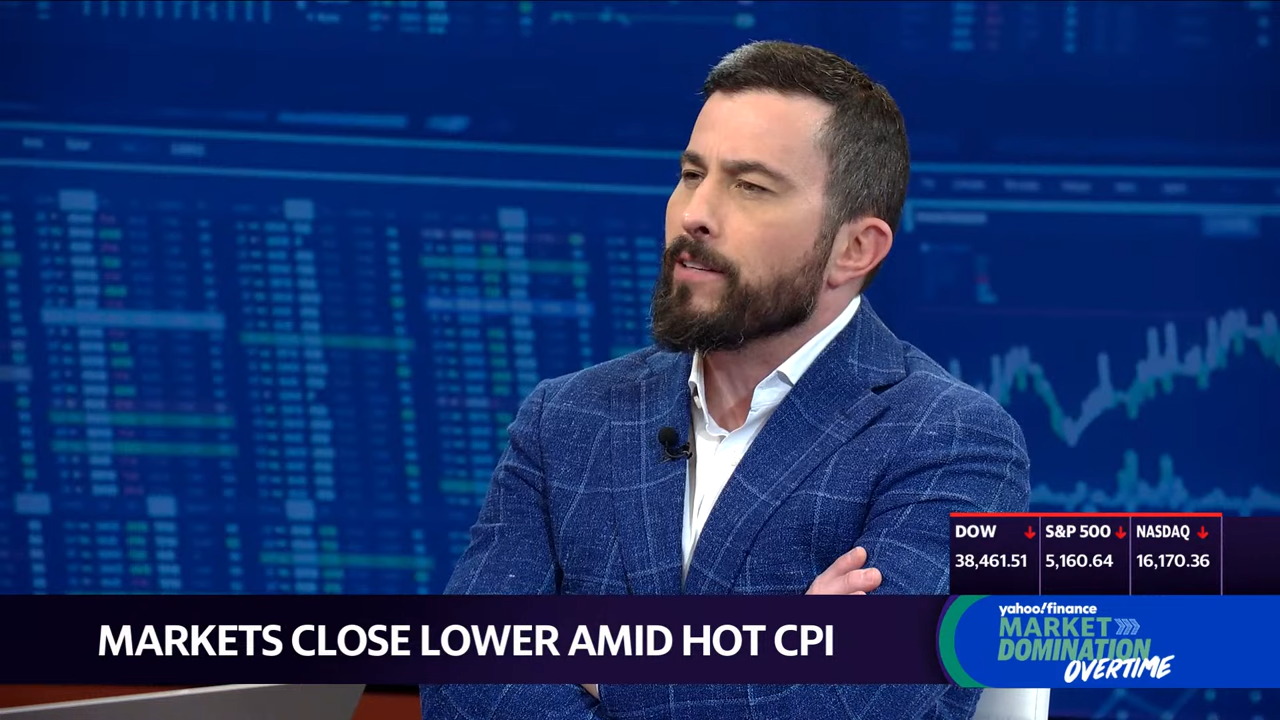 DOW
38,461.51
S&P 500
5,160.64
NASDAQ
16,170.36
MARKETS CLOSE LOWER AMID HOT CPI
yahoo!finance
MARKET
DOMINATION
OVERTIME